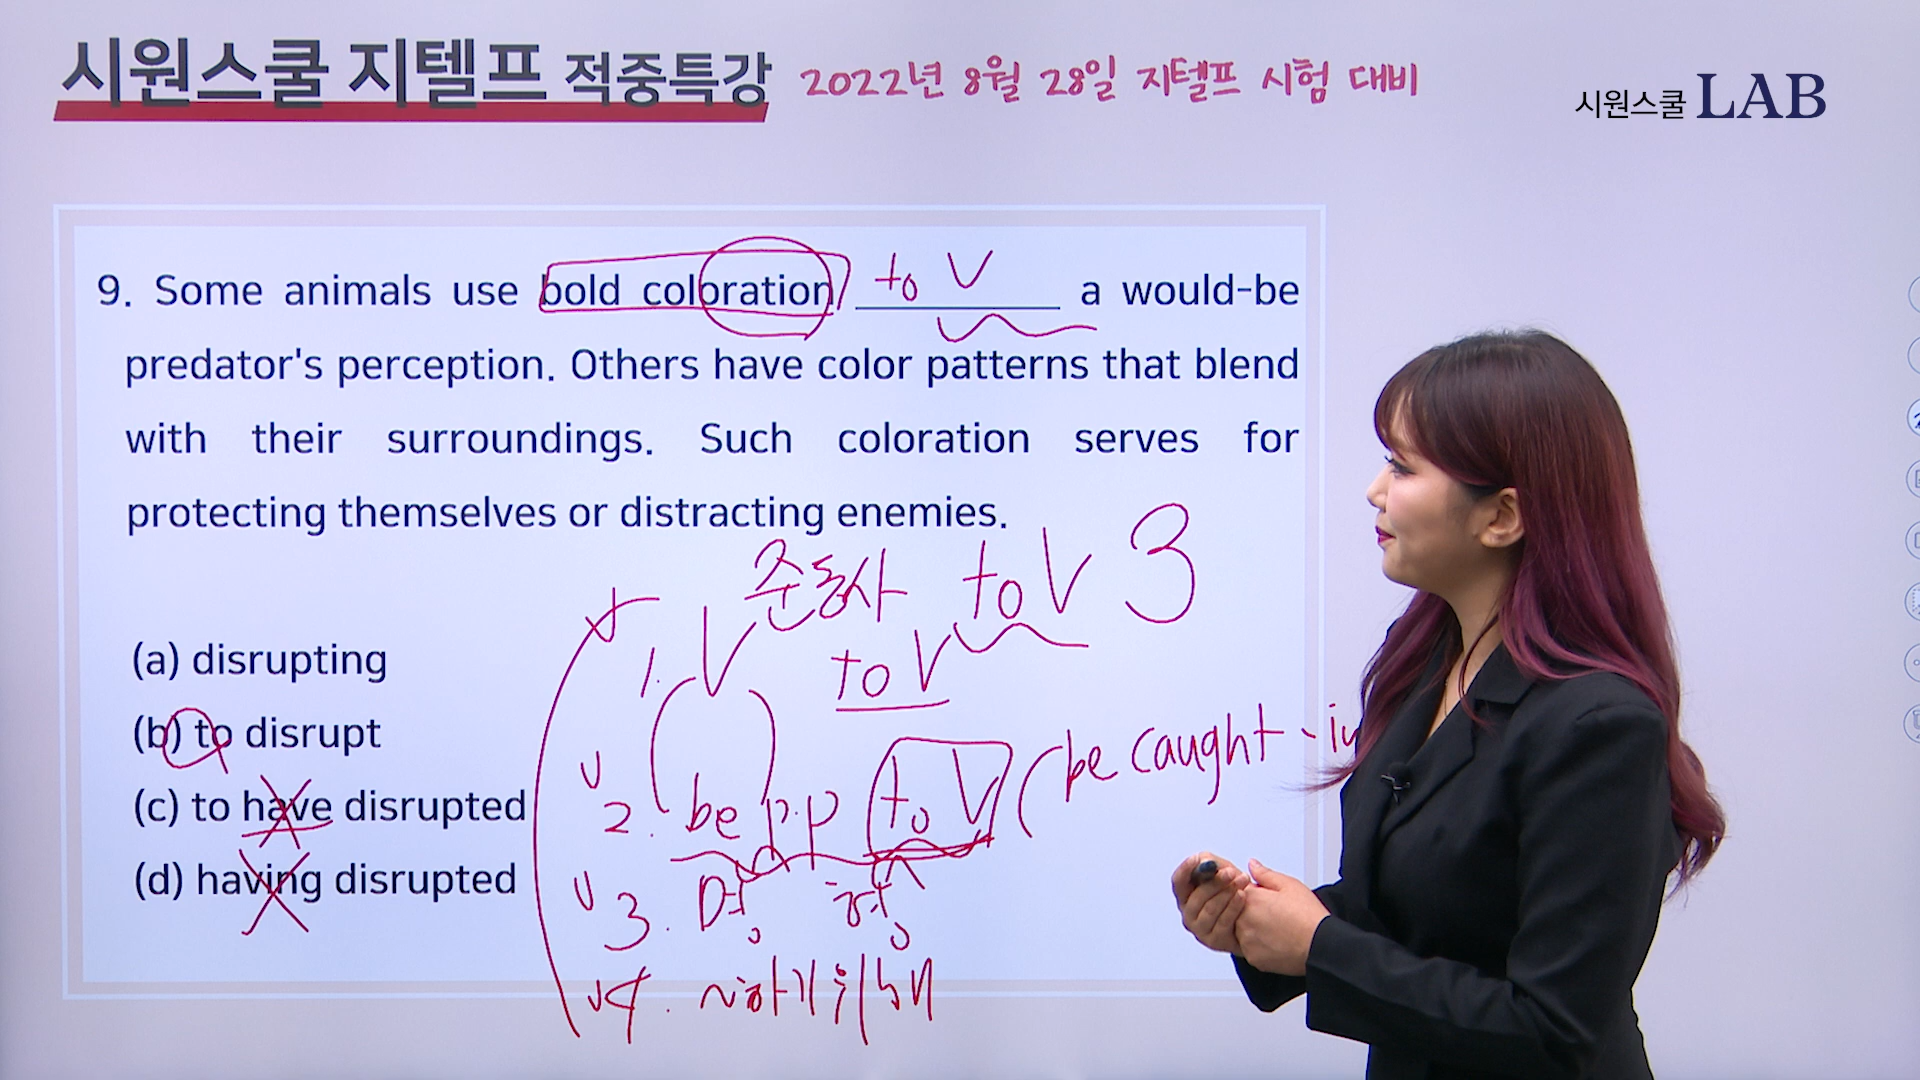 시원스쿨 지텔프 적중특강 2022년 8월 28일 지텔프 시험 대비
시원스쿨 LAB
9. Some animals use bold coloration to V a would-be
predator's perception. Others have color patterns that blend
with their surroundings. Such coloration serves for
protecting themselves or distracting enemies.
준동사 to V 3
(a) disrupting
1. V to V
(b) to disrupt
(c) to have disrupted
2. be p.p to V (be caught - in
(d) having disrupted
3. 명 형
4. ~하기 위해